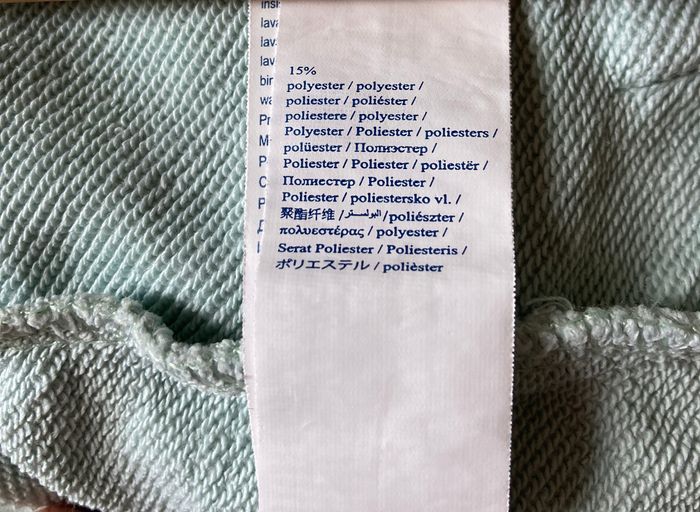 15%
polyester / polyester /
poliester / poliéster /
poliestere / polyester /
Polyester / Poliester / poliesters /
polüester / Полиэстер /
Poliester / Poliester / poliestër /
Полиестер / Poliester /
Poliester / poliestersko vl. /
聚酯纤维 /البوليستر/poliészter /
πολυεστέρας / polyester /
Serat Poliester / Poliesteris /
ポリエステル / polièster